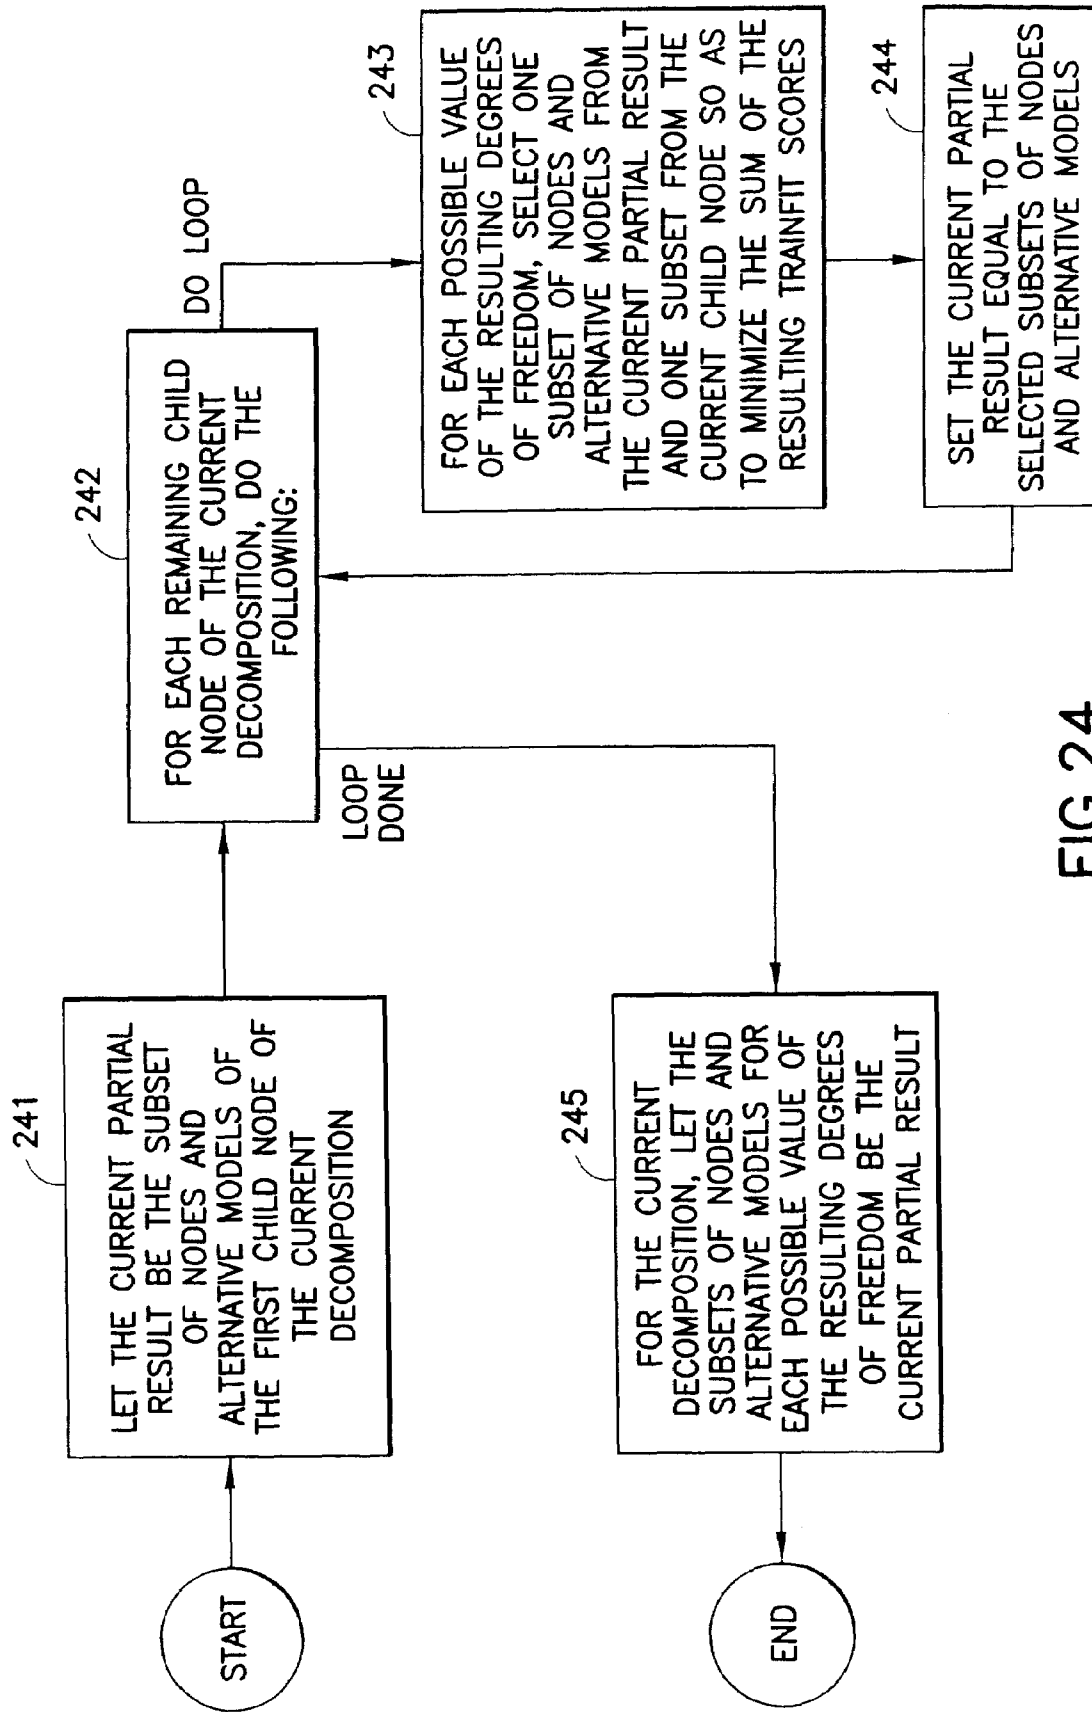 START
241
LET THE CURRENT PARTIAL
RESULT BE THE SUBSET
OF NODES AND
ALTERNATIVE MODELS OF
THE FIRST CHILD NODE OF
THE CURRENT
DECOMPOSITION
242
FOR EACH REMAINING CHILD
NODE OF THE CURRENT
DECOMPOSITION, DO THE
FOLLOWING:
DO LOOP
LOOP
DONE
243
FOR EACH POSSIBLE VALUE
OF THE RESULTING DEGREES
OF FREEDOM, SELECT ONE
SUBSET OF NODES AND
ALTERNATIVE MODELS FROM
THE CURRENT PARTIAL RESULT
AND ONE SUBSET FROM THE
CURRENT CHILD NODE SO AS
TO MINIMIZE THE SUM OF THE
RESULTING TRAINFIT SCORES
244
SET THE CURRENT PARTIAL
RESULT EQUAL TO THE
SELECTED SUBSETS OF NODES
AND ALTERNATIVE MODELS
245
FOR THE CURRENT
DECOMPOSITION, LET THE
SUBSETS OF NODES AND
ALTERNATIVE MODELS FOR
EACH POSSIBLE VALUE OF
THE RESULTING DEGREES
OF FREEDOM BE THE
CURRENT PARTIAL RESULT
END
FIG.24